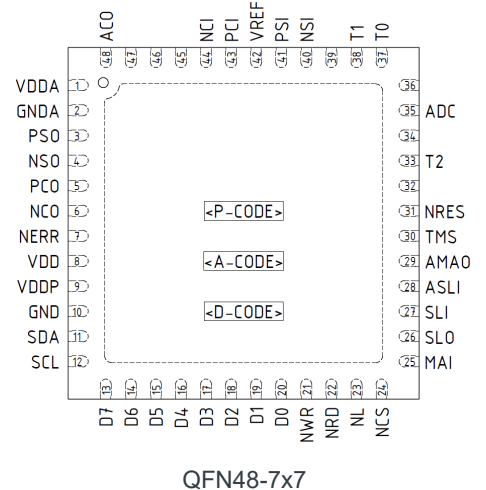 ACO NCI PCI VREF PSI NSI T1 T0
48 47 46 45 44 43 42 41 40 39 38 37
VDDA 1
GNDA 2
PSO 3
NSO 4
PCO 5
NCO 6
NERR 7
VDD 8
VDDP 9
GND 10
SDA 11
SCL 12
<P-CODE>
<A-CODE>
<D-CODE>
36
35 ADC
34
33 T2
32
31 NRES
30 TMS
29 AMAO
28 ASLI
27 SLI
26 SLO
25 MAI
13 14 15 16 17 18 19 20 21 22 23 24
D7 D6 D5 D4 D3 D2 D1 D0 NWR NRD NL NCS
QFN48-7x7